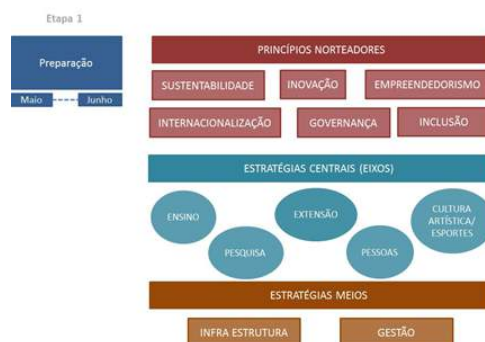 Etapa 1
Preparação
Maio
Junho
PRINCÍPIOS NORTEADORES
SUSTENTABILIDADE
INOVAÇÃO
EMPREENDEDORISMO
INTERNACIONALIZAÇÃO
GOVERNANÇA
INCLUSÃO
ESTRATÉGIAS CENTRAIS (EIXOS)
ENSINO
PESQUISA
EXTENSÃO
PESSOAS
CULTURA
ARTÍSTICA/
ESPORTES
ESTRATÉGIAS MEIOS
INFRA ESTRUTURA
GESTÃO